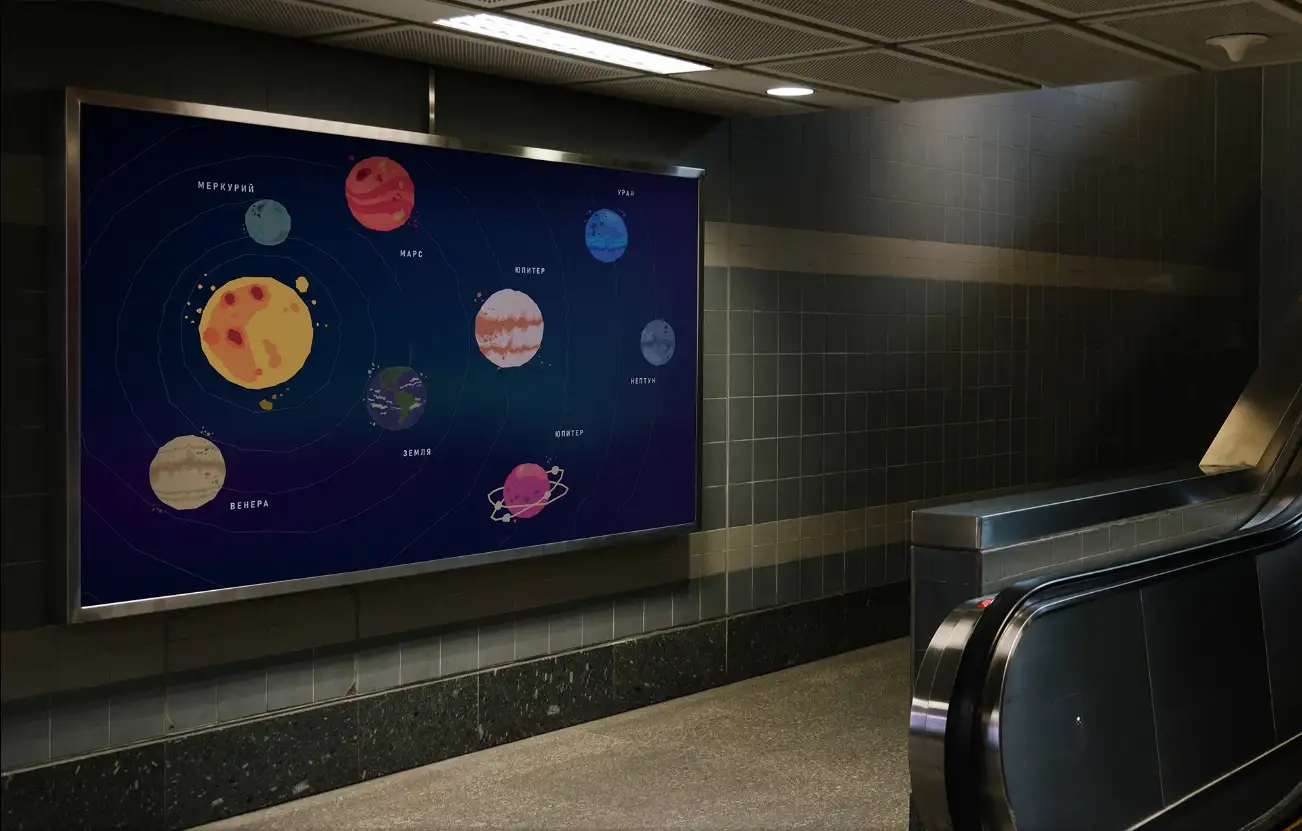 МЕРКУРИЙ
УРАН
МАРС
ЮПИТЕР
НЕПТУН
ЮПИТЕР
ЗЕМЛЯ
ВЕНЕРА